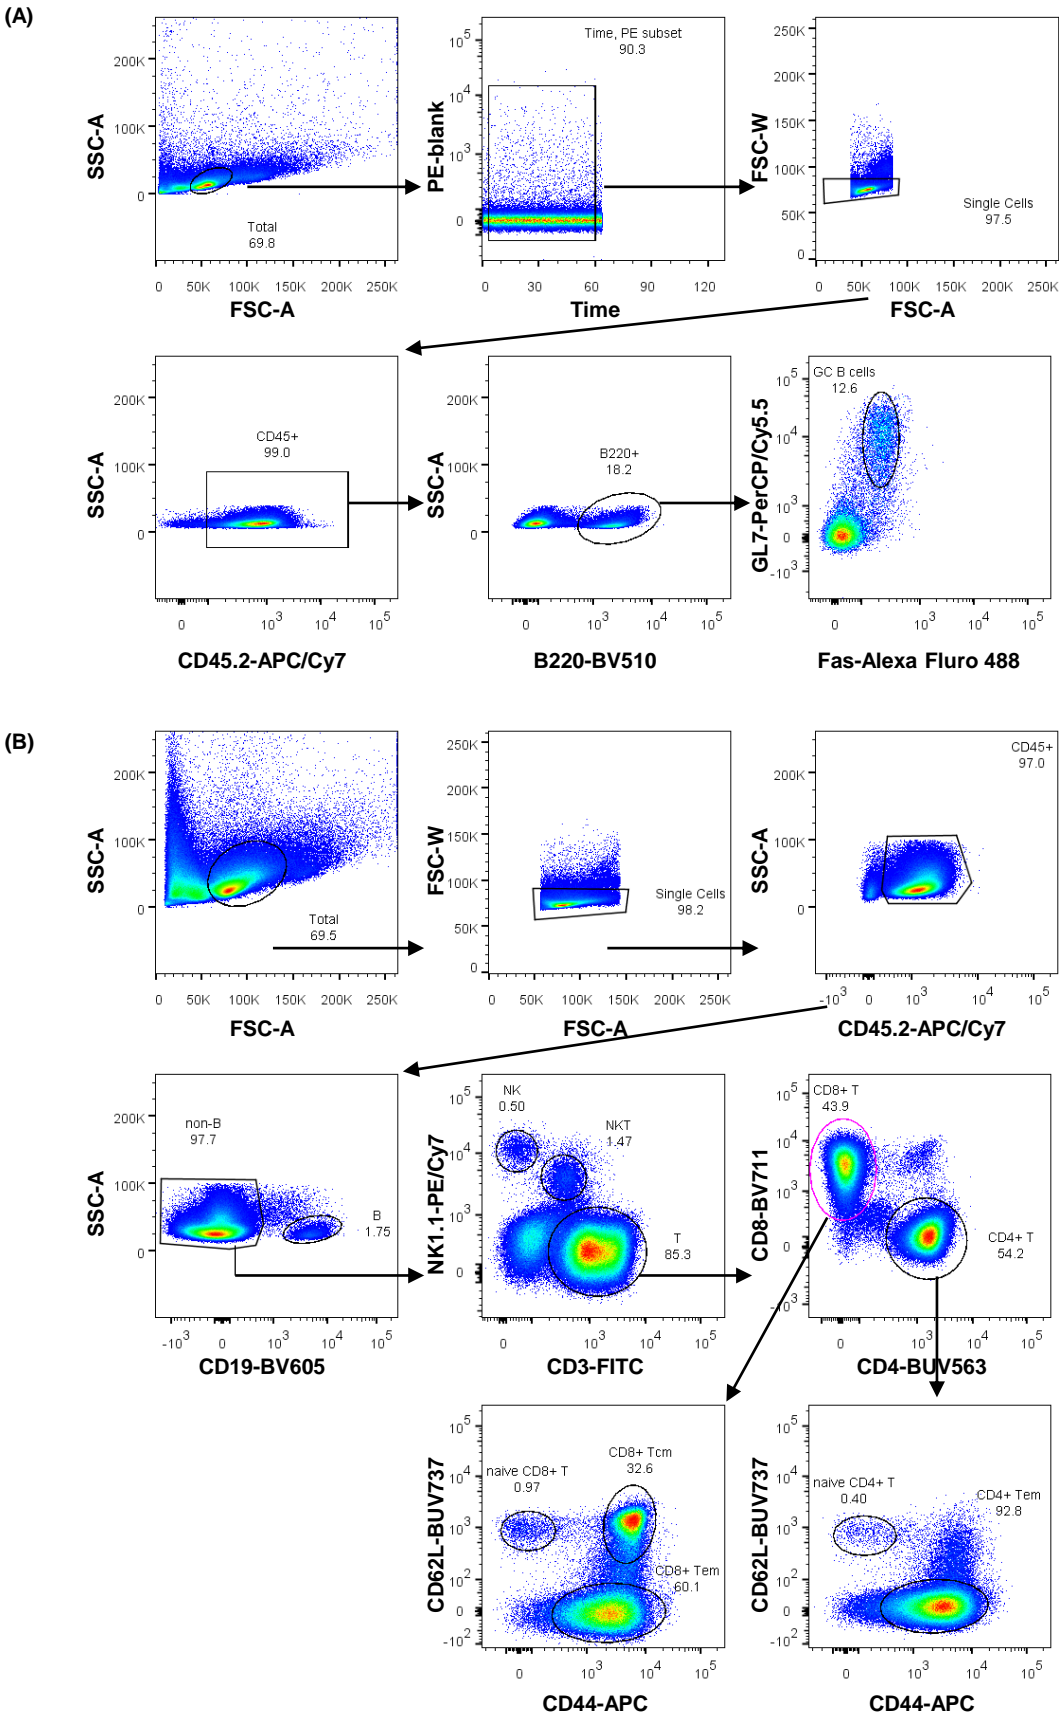 (A)
SSC-A
200K
100K
0
Total
69.8
0 50K 100K 150K 200K 250K
FSC-A
PE-blank
10^5
10^4
10^3
0
Time, PE subset
90.3
0 30 60 90 120
Time
FSC-W
250K
200K
150K
100K
50K
0
Single Cells
97.5
0 50K 100K 150K 200K 250K
FSC-A
SSC-A
200K
100K
0
CD45+
99.0
0 10^3 10^4 10^5
CD45.2-APC/Cy7
SSC-A
200K
100K
0
B220+
18.2
0 10^3 10^4 10^5
B220-BV510
GL7-PerCP/Cy5.5
10^5
10^4
10^3
0
-10^3
GC B cells
12.6
0 10^3 10^4 10^5
Fas-Alexa Fluro 488
(B)
SSC-A
200K
100K
0
Total
69.5
0 50K 100K 150K 200K 250K
FSC-A
FSC-W
250K
200K
150K
100K
50K
0
Single Cells
98.2
0 50K 100K 150K 200K 250K
FSC-A
SSC-A
200K
100K
0
CD45+
97.0
-10^3 0 10^3 10^4 10^5
CD45.2-APC/Cy7
SSC-A
200K
100K
0
non-B
97.7
B
1.75
-10^3 0 10^3 10^4 10^5
CD19-BV605
NK1.1-PE/Cy7
10^5
10^4
10^3
0
NK
0.50
NKT
1.47
T
85.3
0 10^3 10^4 10^5
CD3-FITC
CD8-BV711
10^5
10^4
10^3
0
-10^3
CD8+ T
43.9
CD4+ T
54.2
0 10^3 10^4 10^5
CD4-BUV563
CD62L-BUV737
10^5
10^4
10^3
10^2
0
-10^2
naive CD8+ T
0.97
CD8+ Tcm
32.6
CD8+ Tem
60.1
0 10^3 10^4 10^5
CD44-APC
CD62L-BUV737
10^5
10^4
10^3
10^2
0
-10^2
naive CD4+ T
0.40
CD4+ Tem
92.8
0 10^3 10^4 10^5
CD44-APC